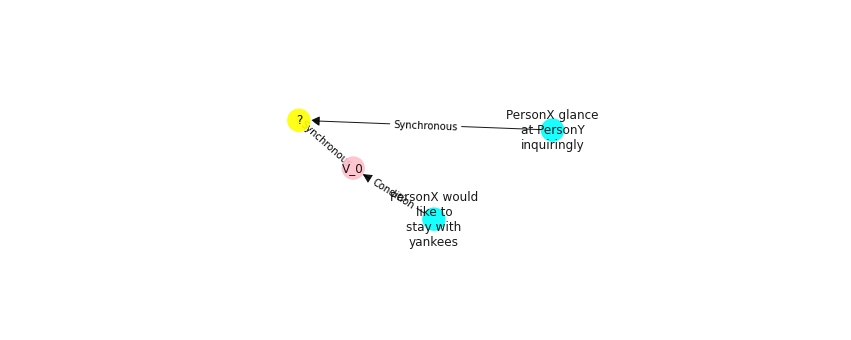 PersonX glance
at PersonY
inquiringly
?
Synchronous
Synchronous
V_0
Condition
PersonX would
like to
stay with
yankees